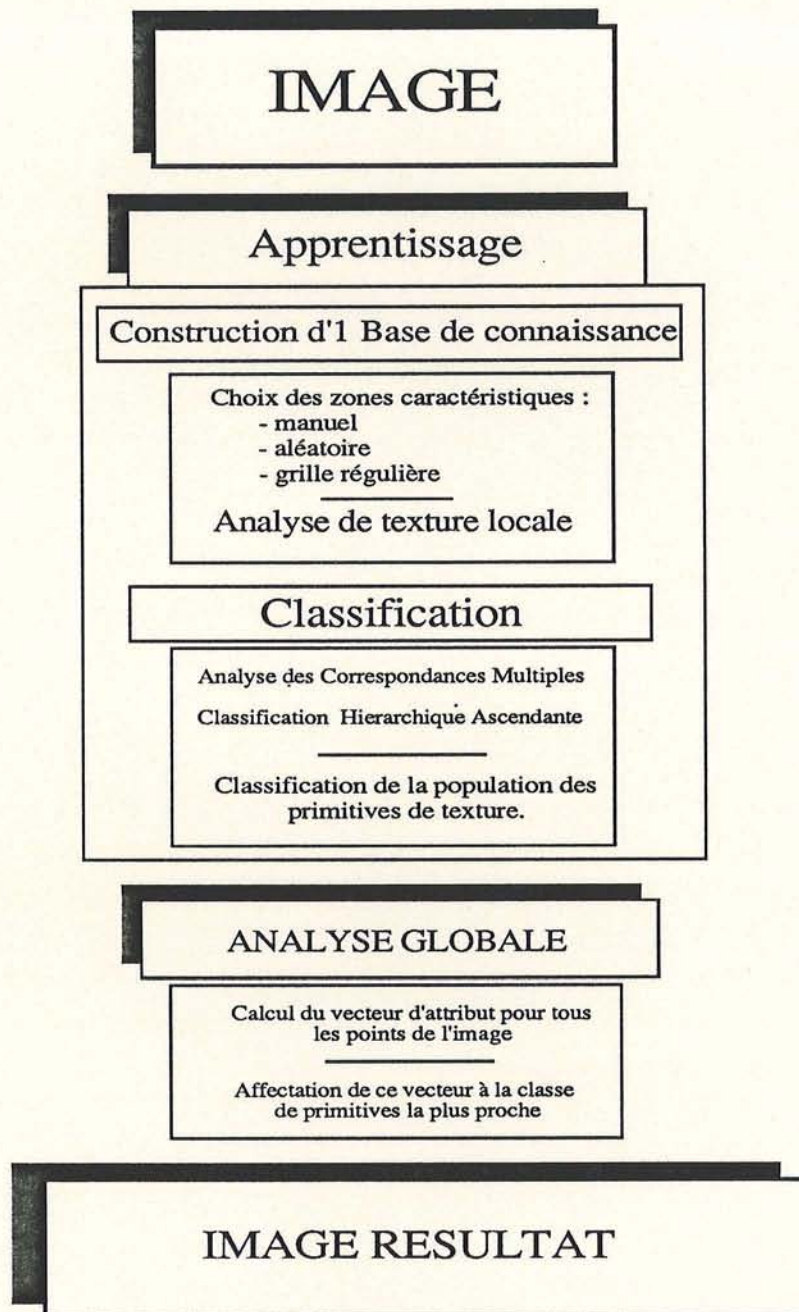 IMAGE
Apprentissage
Construction d'1 Base de connaissance
Choix des zones caractéristiques :
- manuel
- aléatoire
- grille régulière
Analyse de texture locale
Classification
Analyse des Correspondances Multiples
Classification Hierarchique Ascendante
Classification de la population des
primitives de texture.
ANALYSE GLOBALE
Calcul du vecteur d'attribut pour tous
les points de l'image
Affectation de ce vecteur à la classe
de primitives la plus proche
IMAGE RESULTAT